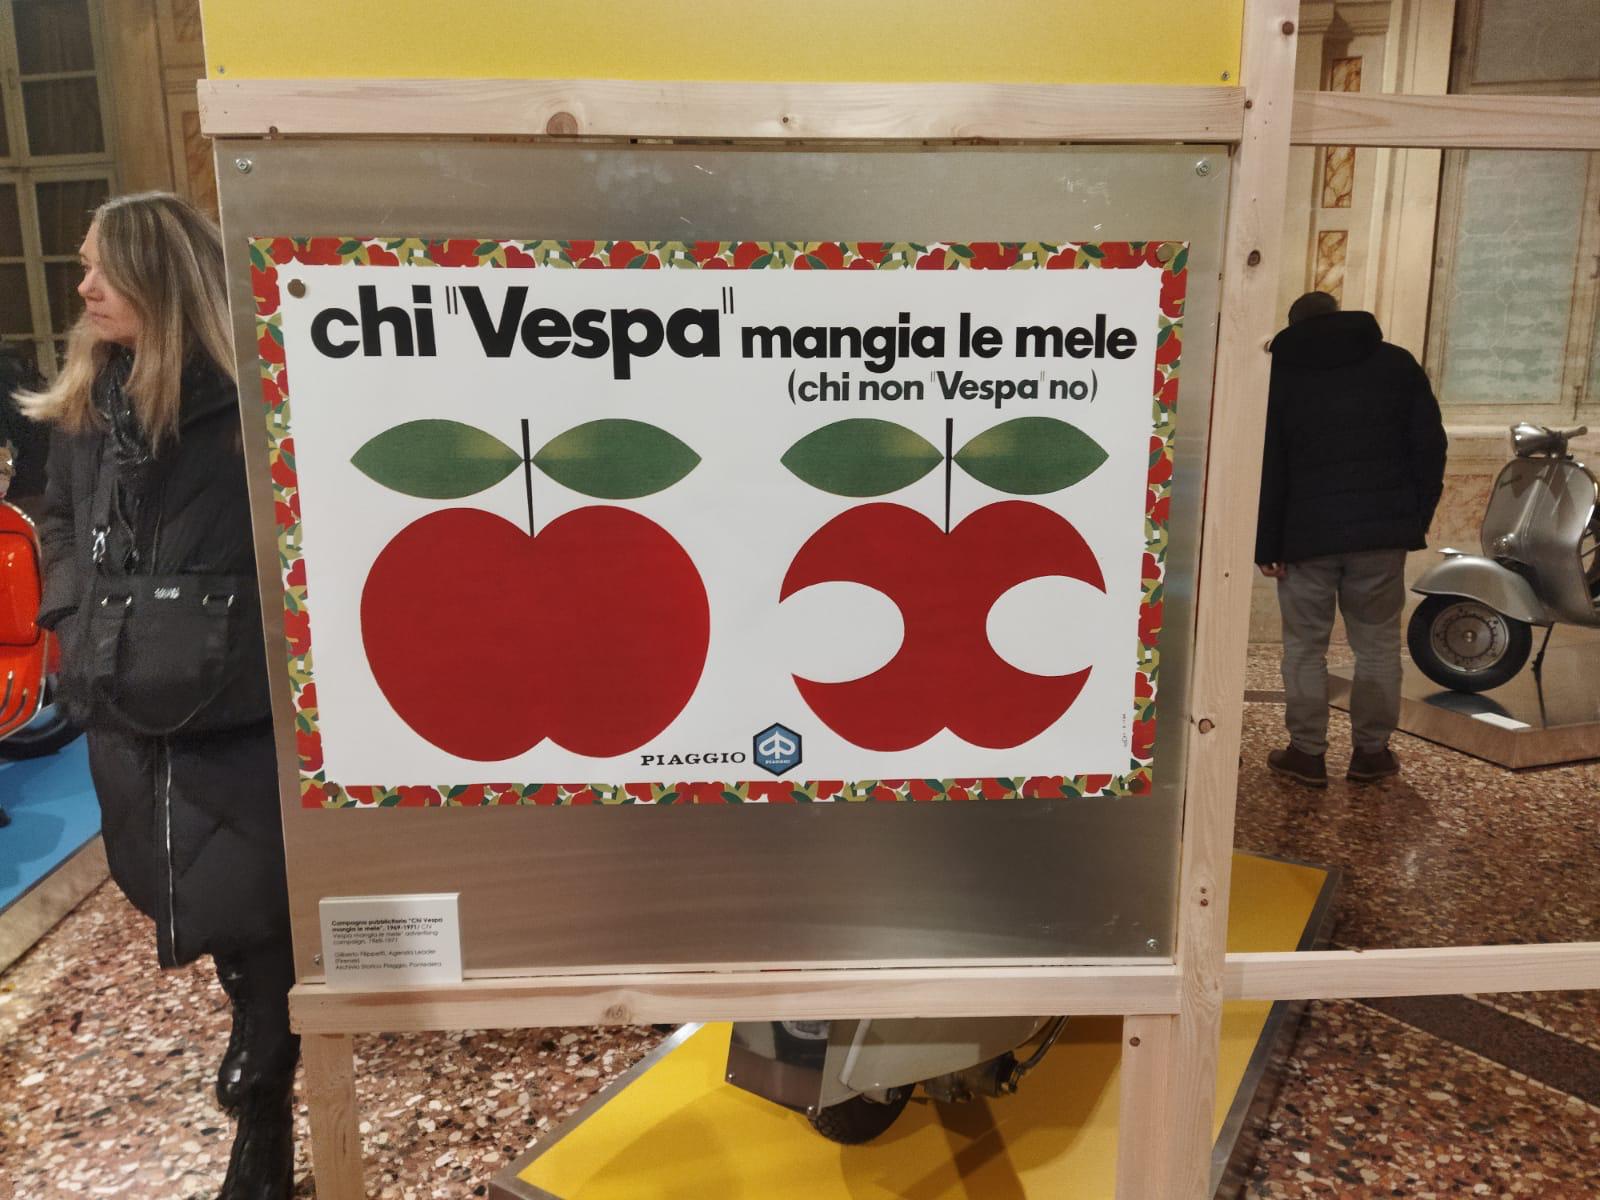 chi "Vespa" mangia le mele
(chi non "Vespa" no)
PIAGGIO
PIAGGIO
Campagna pubblicitaria "Chi Vespa
mangia le mele", 1969-1971/
Vespa mangia le mele" advertising
campaign, 1969-1971
Gilberto Filippetti, Agenzia Leader
(Firenze)
Archivio Storico Piaggio, Pontedera